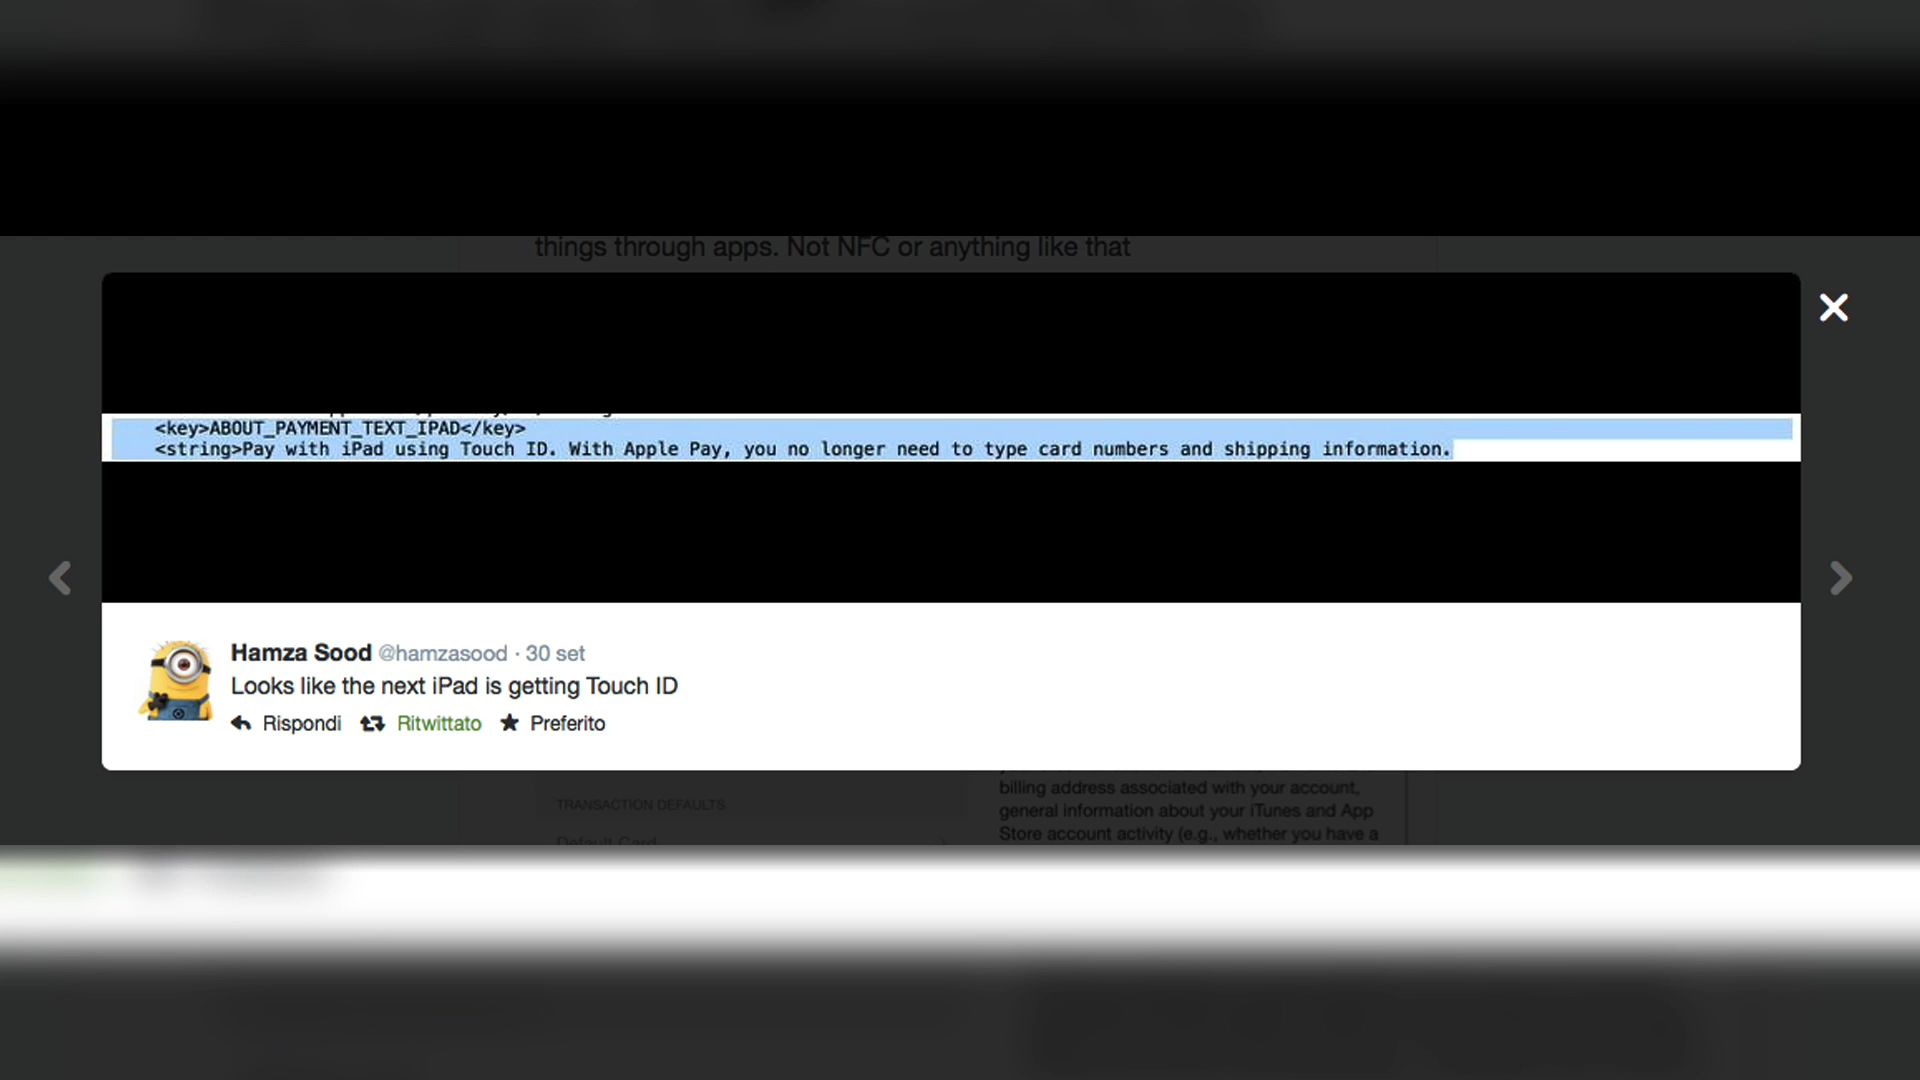 things through apps. Not NFC or anything like that
<key>ABOUT_PAYMENT_TEXT_IPAD</key>
<string>Pay with iPad using Touch ID. With Apple Pay, you no longer need to type card numbers and shipping information.
Hamza Sood @hamzasood · 30 set
Looks like the next iPad is getting Touch ID
Rispondi Ritwittato Preferito
TRANSACTION DEFAULTS
Default Card
billing address associated with your account,
general information about your iTunes and App
Store account activity (e.g., whether you have a